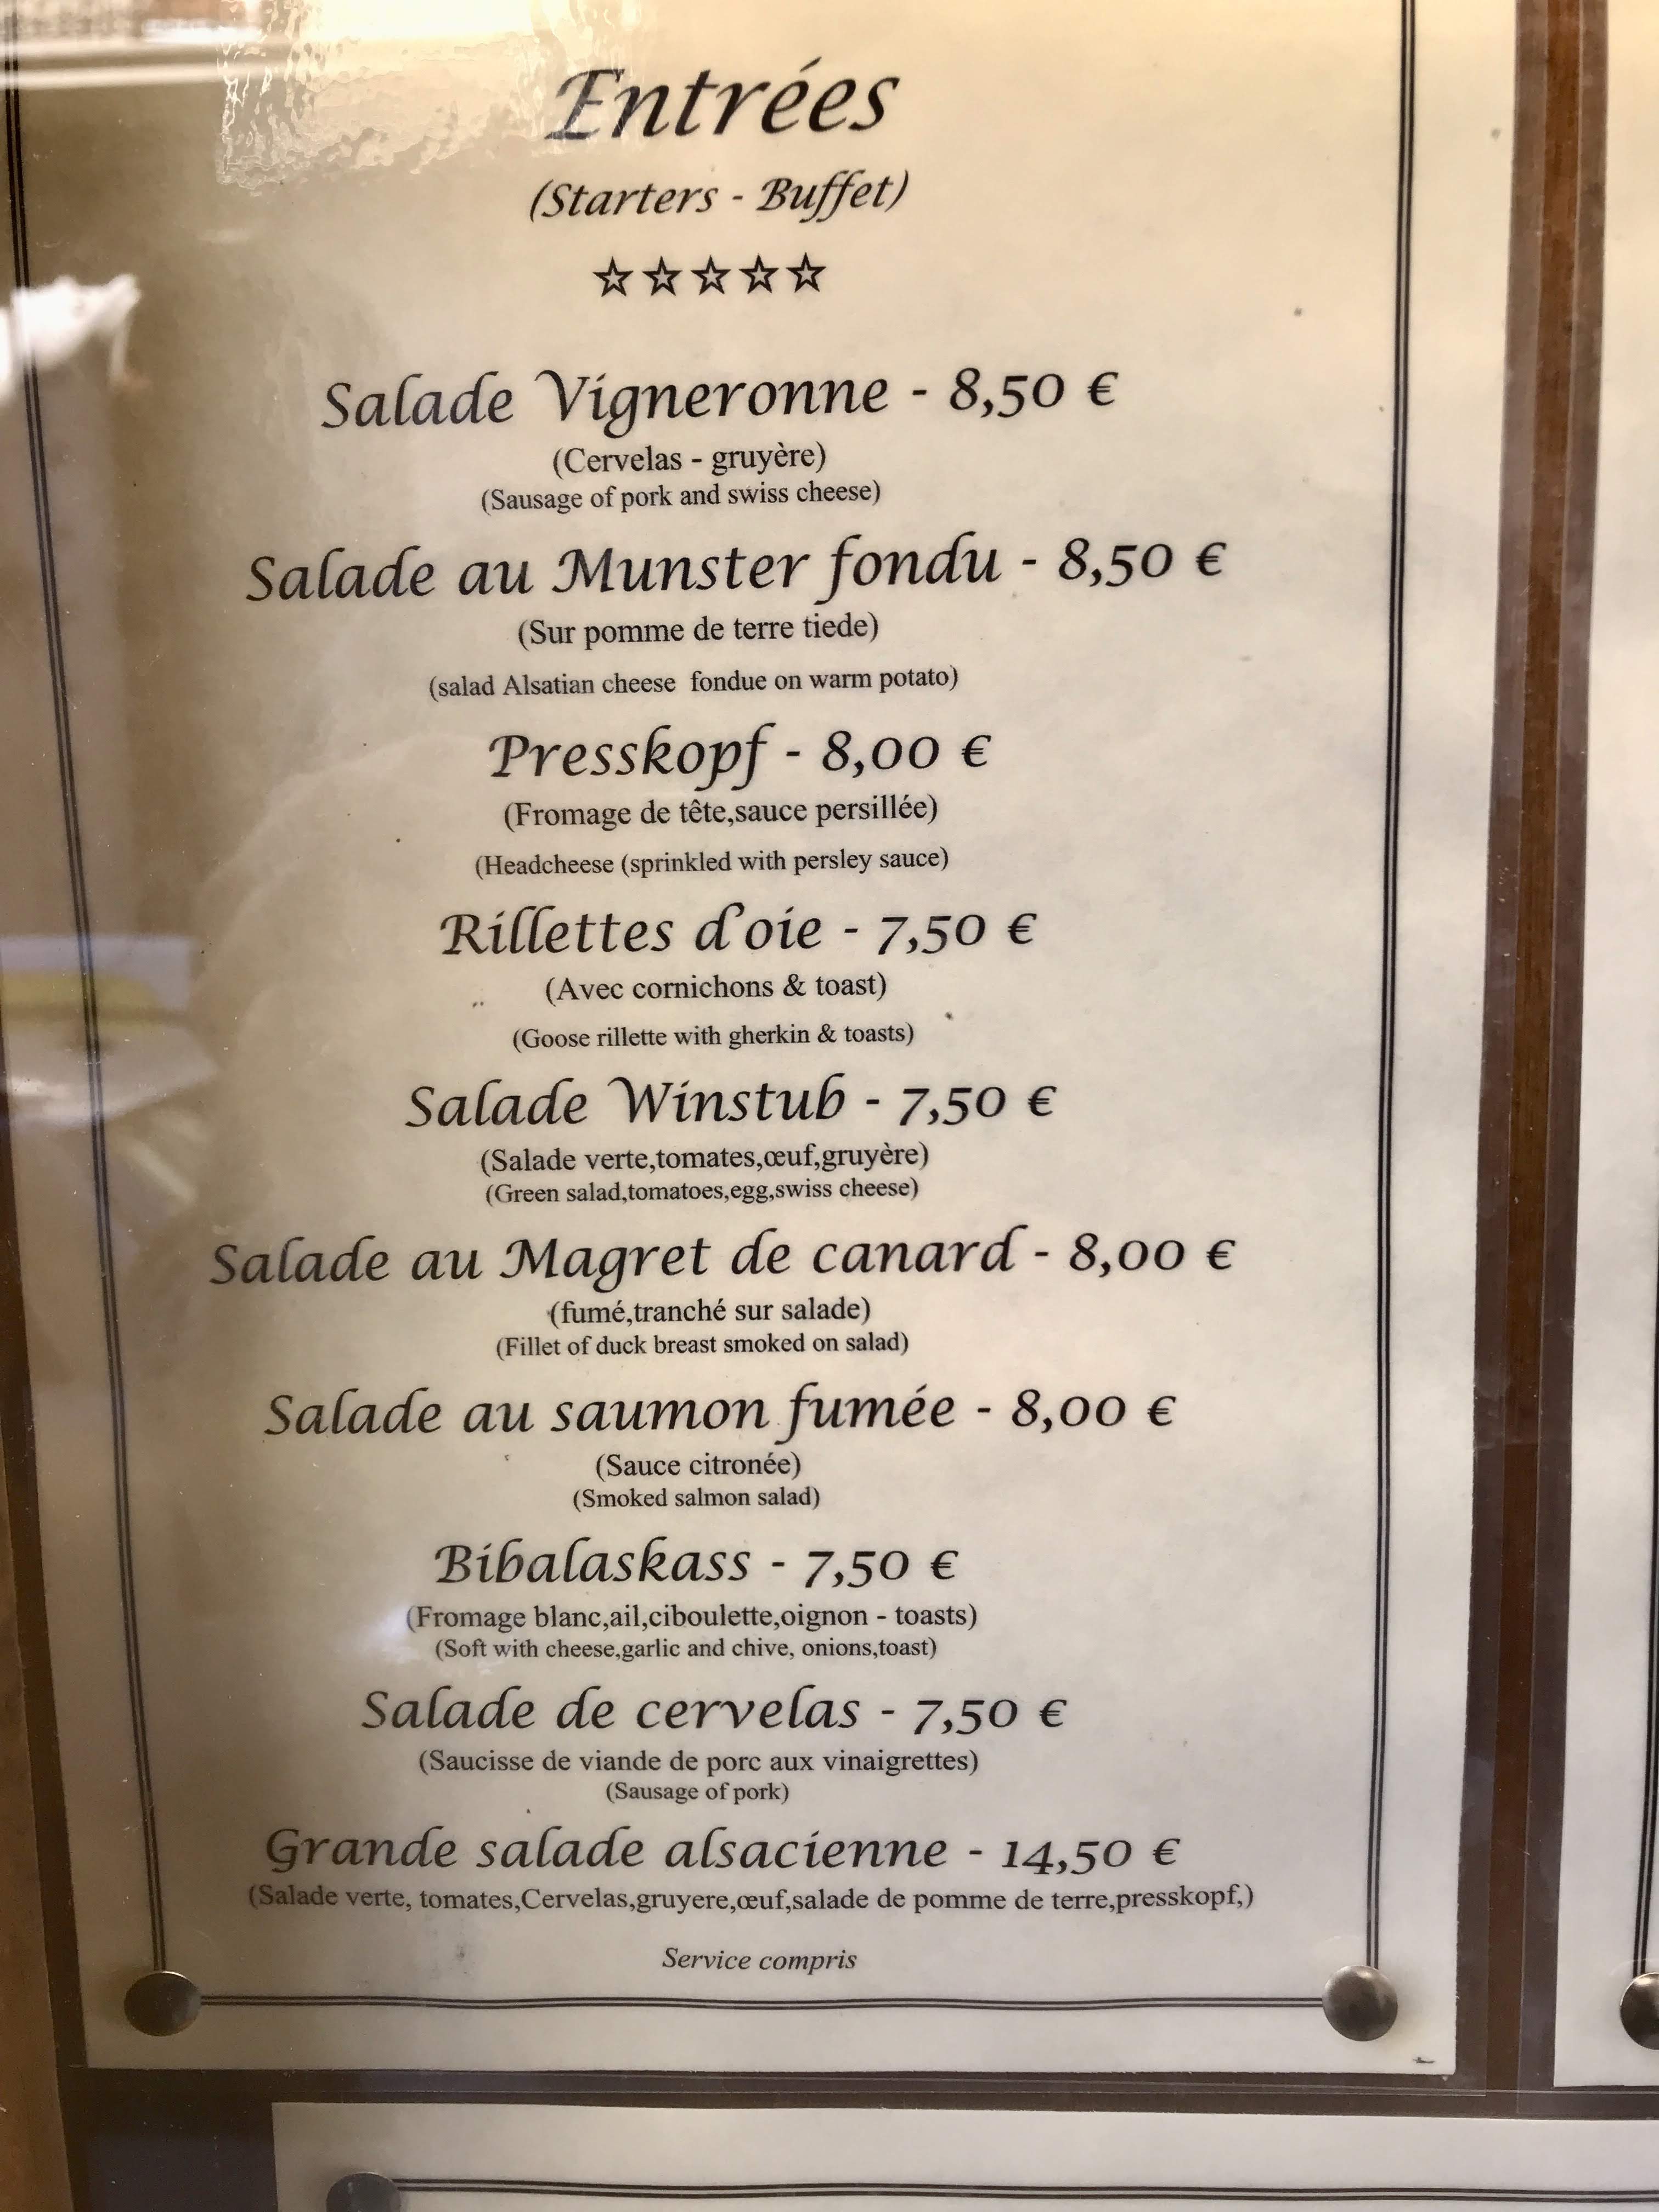 Entrées
(Starters - Buffet)
☆☆☆☆☆
Salade Vigneronne - 8,50 €
(Cervelas - gruyère)
(Sausage of pork and swiss cheese)
Salade au Munster fondu - 8,50 €
(Sur pomme de terre tiede)
(salad Alsatian cheese  fondue on warm potato)
Presskopf - 8,00 €
(Fromage de tête,sauce persillée)
(Headcheese (sprinkled with persley sauce)
Rillettes d'oie - 7,50 €
(Avec cornichons & toast)
(Goose rillette with gherkin & toasts)
Salade Winstub - 7,50 €
(Salade verte,tomates,œuf,gruyère)
(Green salad,tomatoes,egg,swiss cheese)
Salade au Magret de canard - 8,00 €
(fumé,tranché sur salade)
(Fillet of duck breast smoked on salad)
Salade au saumon fumée - 8,00 €
(Sauce citronée)
(Smoked salmon salad)
Bibalaskass - 7,50 €
(Fromage blanc,ail,ciboulette,oignon - toasts)
(Soft with cheese,garlic and chive, onions,toast)
Salade de cervelas - 7,50 €
(Saucisse de viande de porc aux vinaigrettes)
(Sausage of pork)
Grande salade alsacienne - 14,50 €
(Salade verte, tomates,Cervelas,gruyere,œuf,salade de pomme de terre,presskopf,)
Service compris